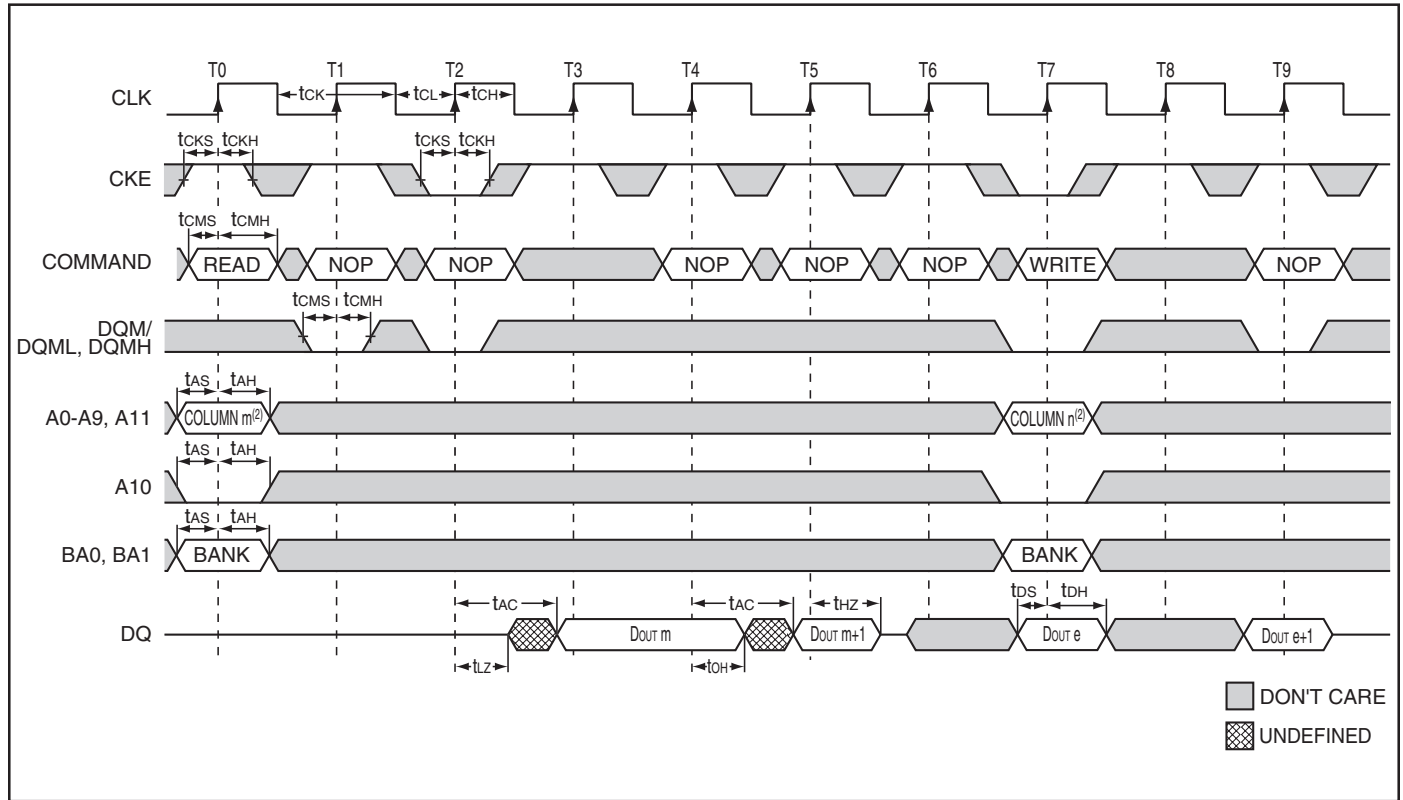 T0 T1 T2 T3 T4 T5 T6 T7 T8 T9
CLK tCK tCL tCH
tCKS tCKH tCKS tCKH
CKE
tCMS tCMH
COMMAND READ NOP NOP NOP NOP NOP WRITE NOP
tCMS tCMH
DQM/
DQML, DQMH
tAS tAH
A0-A9, A11 COLUMN m(2) COLUMN n(2)
tAS tAH
A10
tAS tAH
BA0, BA1 BANK BANK
tAC tAC tHZ tDS tDH
DQ DOUT m DOUT m+1 DOUT e DOUT e+1
tLZ tOH
DON'T CARE
UNDEFINED